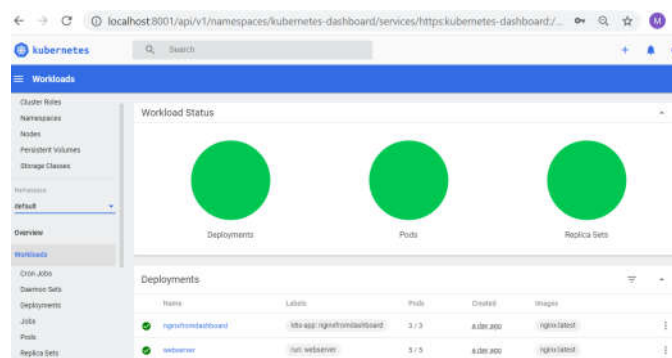 localhost:8001/api/v1/namespaces/kubernetes-dashboard/services/https:kubernetes-dashboard:/...
M
kubernetes
Search
Workloads
Cluster Roles
Namespaces
Nodes
Persistent Volumes
Storage Classes
Namespace
default
Overview
Workloads
Cron Jobs
Daemon Sets
Deployments
Jobs
Pods
Replica Sets
Workload Status
Deployments Pods Replica Sets
Deployments
Name Labels Pods Created Images
nginxfromdashboard k8s-app: nginxfromdashboard 3 / 3 a day ago nginx:latest
webserver run: webserver 5 / 5 a day ago nginx:latest